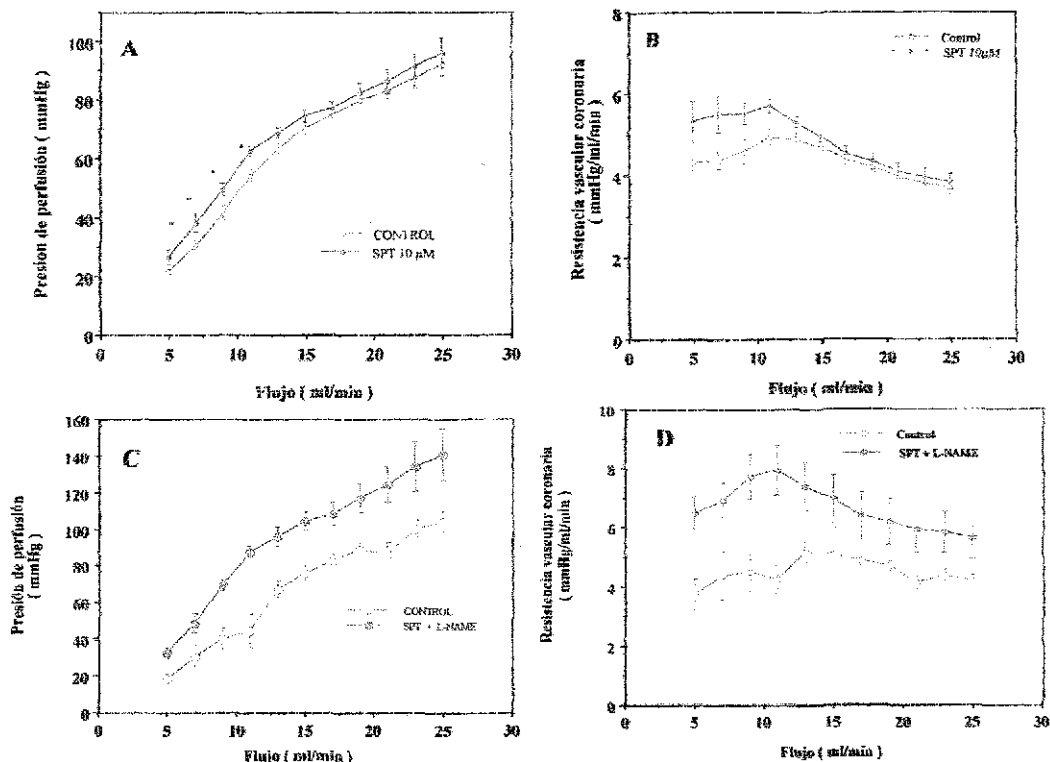 A
Presión de perfusión ( mmHg )
100
80
60
40
20
0
CONTROL
SPT 10 µM
0 5 10 15 20 25 30
Flujo ( ml/min )
B
Resistencia vascular coronaria
( mmHg/ml/min )
8
6
4
2
0
Control
SPT 10µM
0 5 10 15 20 25 30
Flujo ( ml/min )
C
Presión de perfusión
( mmHg )
160
140
120
100
80
60
40
20
0
CONTROL
SPT + L-NAME
0 5 10 15 20 25 30
Flujo ( ml/min )
D
Resistencia vascular coronaria
( mmHg/ml/min )
10
8
6
4
2
0
Control
SPT + L-NAME
0 5 10 15 20 25 30
Flujo ( ml/min )